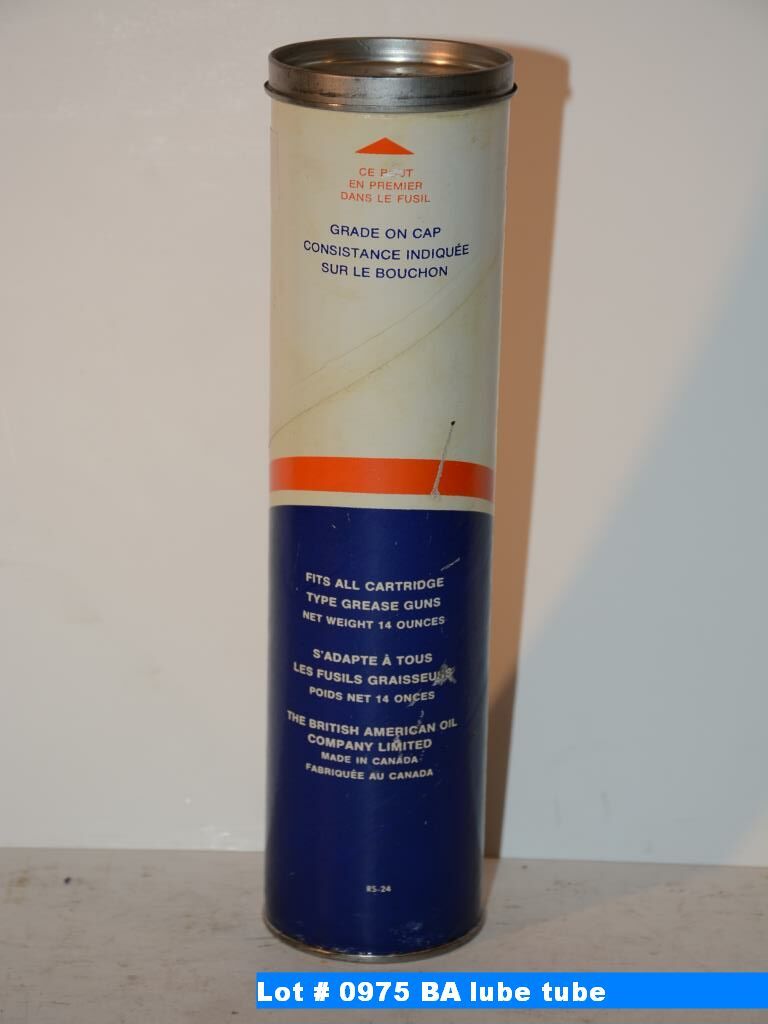 CE BOUT
EN PREMIER
DANS LE FUSIL
GRADE ON CAP
CONSISTANCE INDIQUÉE
SUR LE BOUCHON
FITS ALL CARTRIDGE
TYPE GREASE GUNS
NET WEIGHT 14 OUNCES
S'ADAPTE À TOUS
LES FUSILS GRAISSEURS
POIDS NET 14 ONCES
THE BRITISH AMERICAN OIL
COMPANY LIMITED
MADE IN CANADA
FABRIQUÉE AU CANADA
RS-24
Lot # 0975 BA lube tube